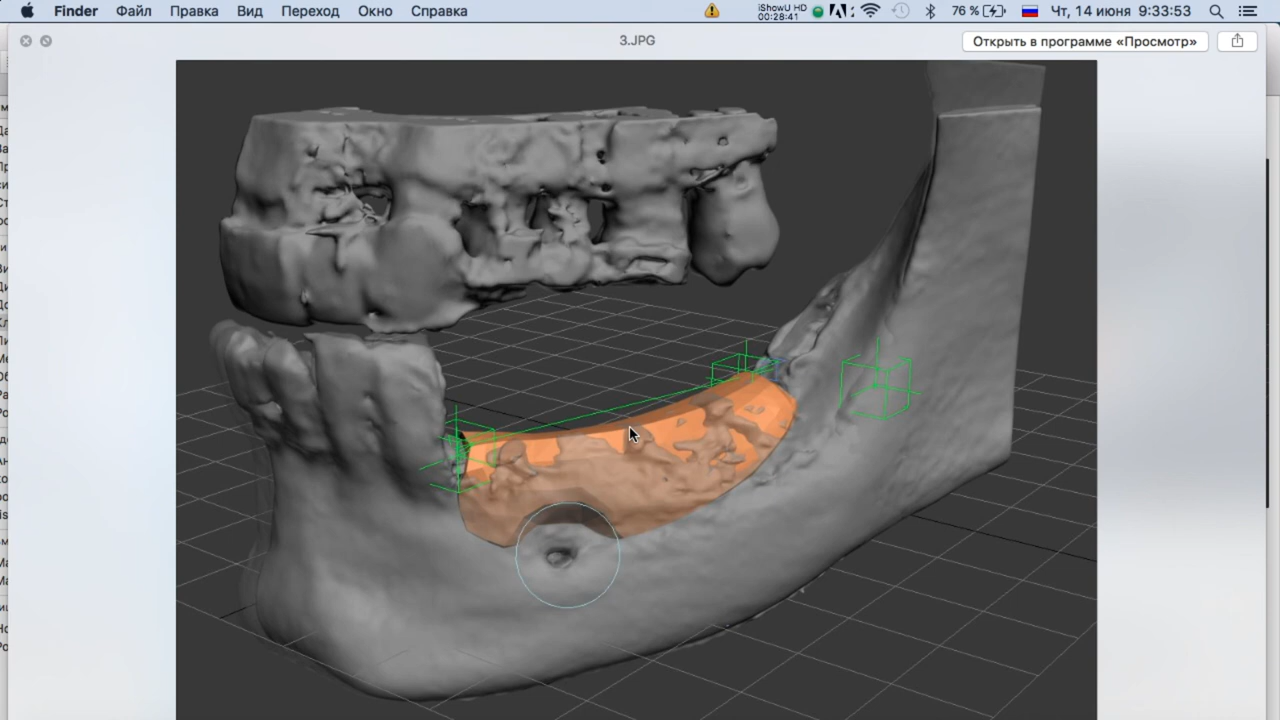 Finder Файл Правка Вид Переход Окно Справка iShowU HD 00:28:41 76 % Чт, 14 июня 9:33:53
3.JPG
Открыть в программе «Просмотр»